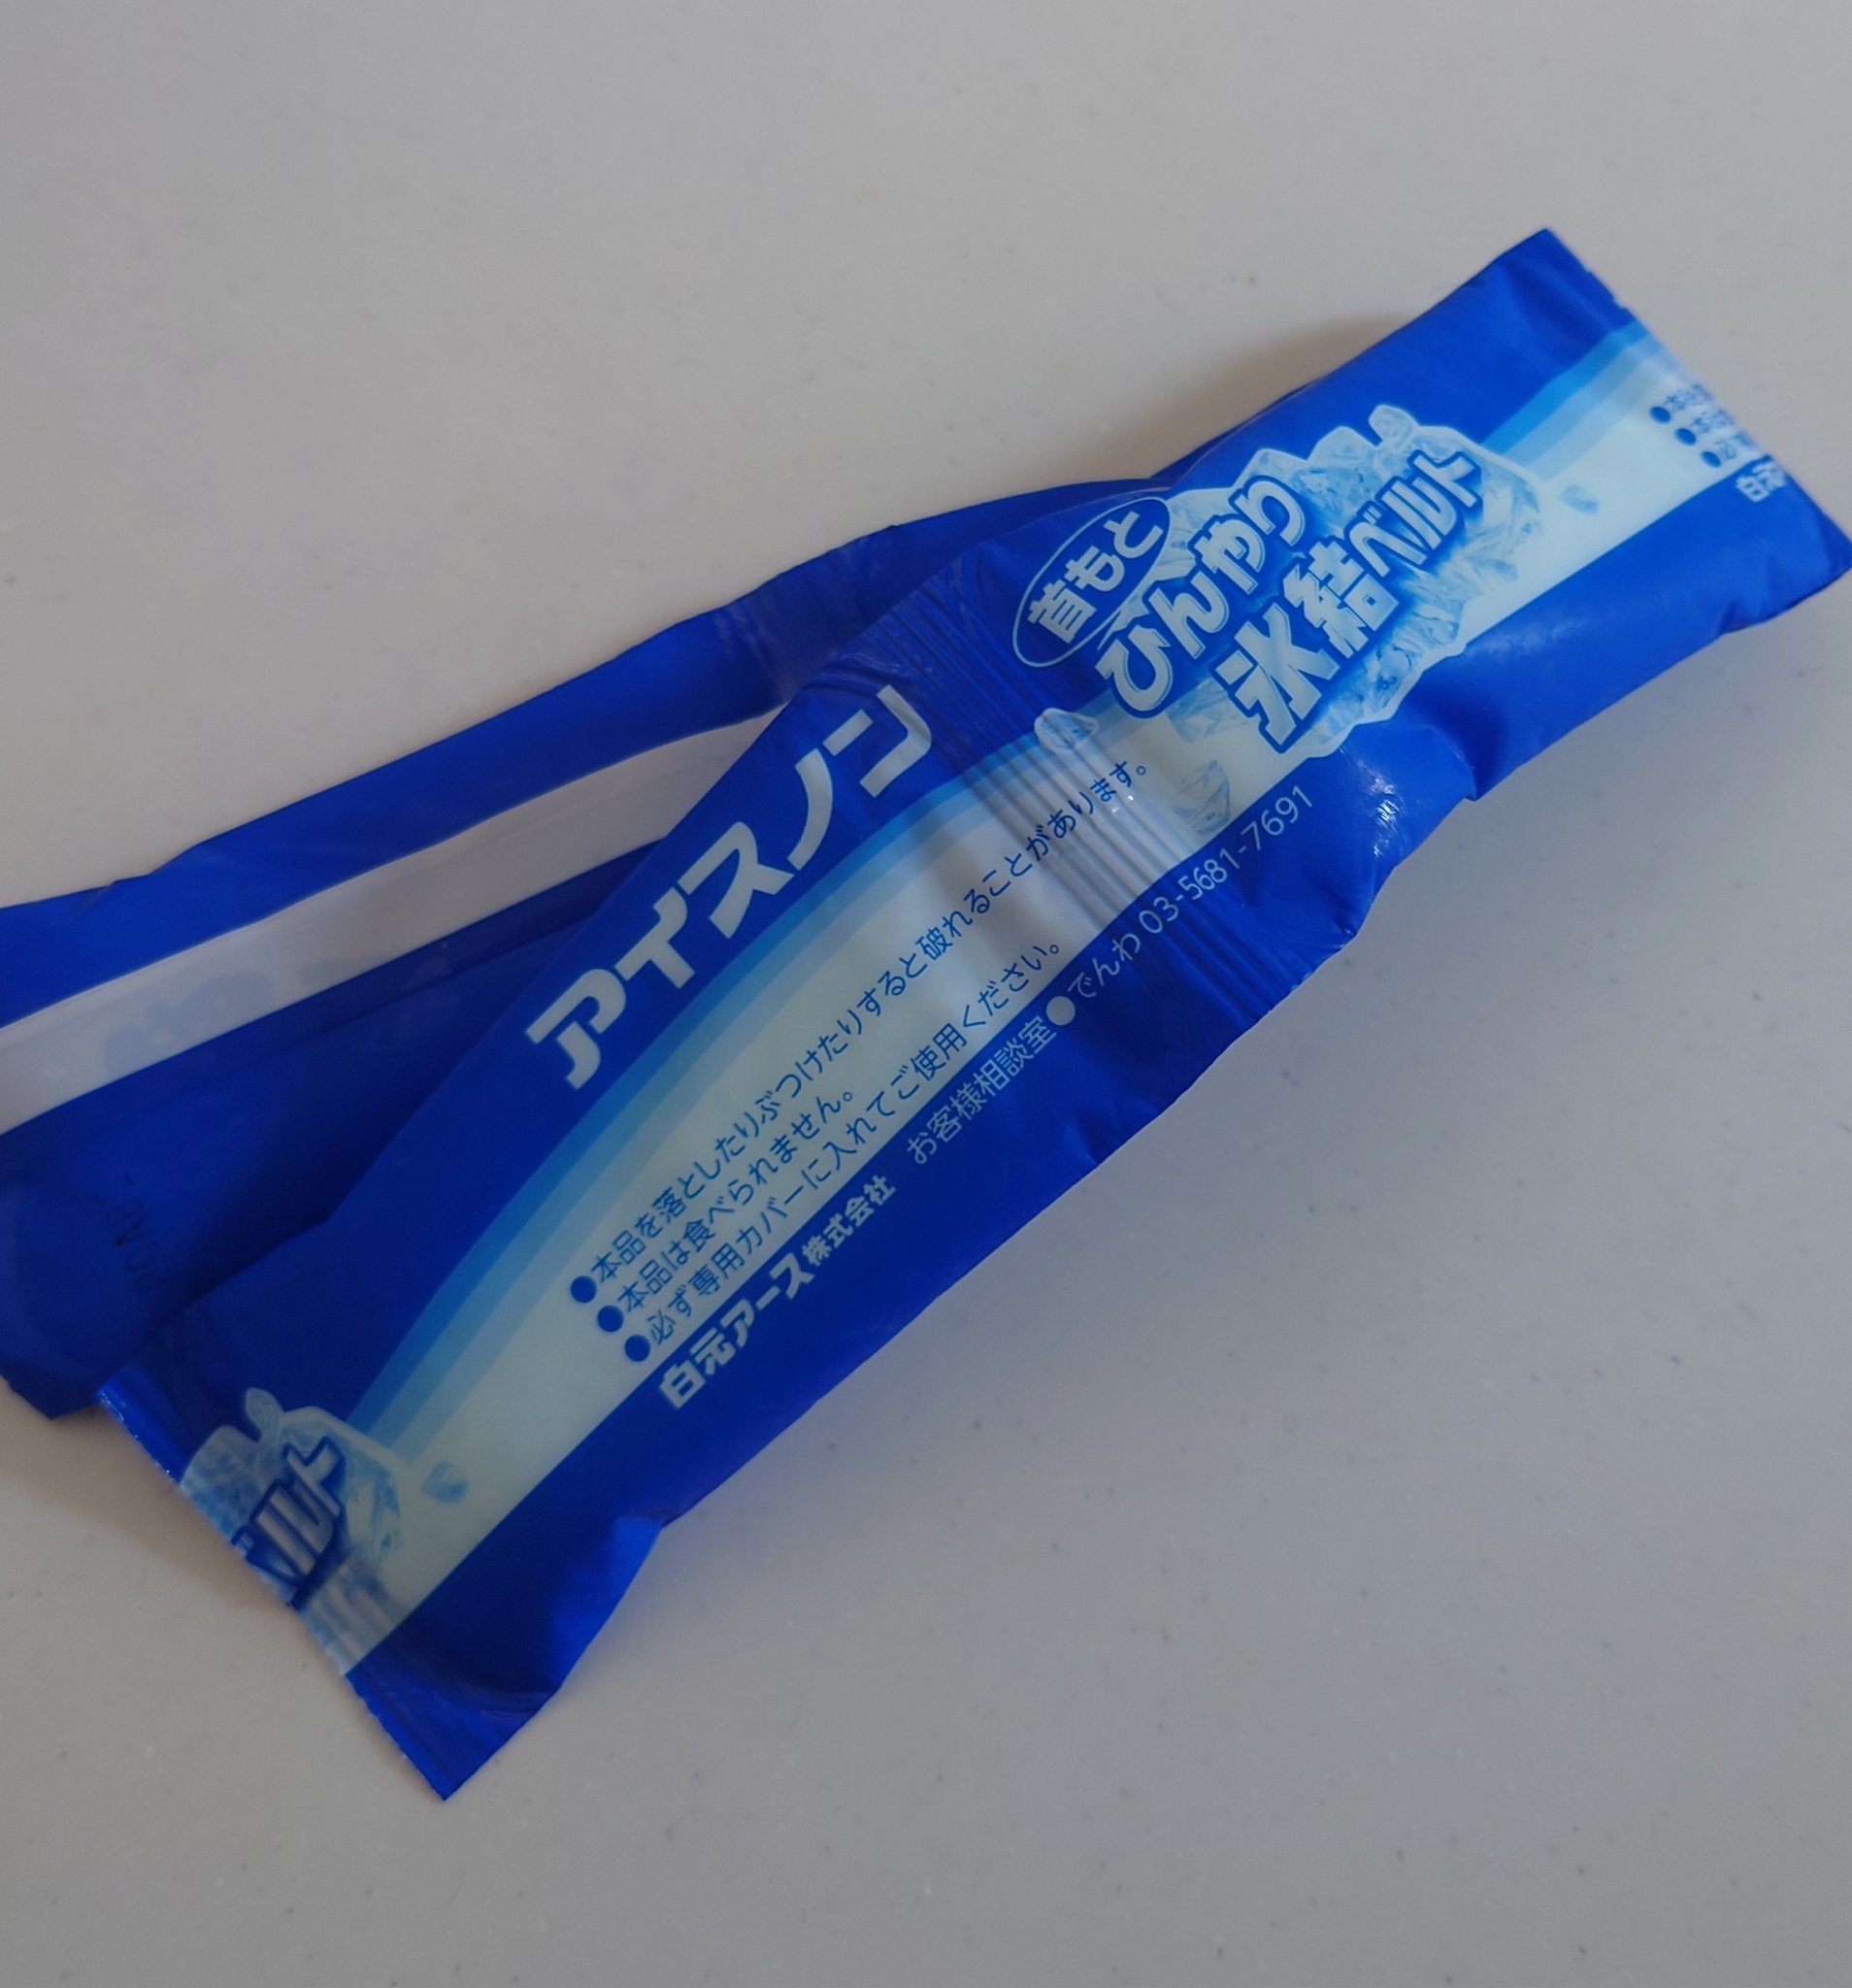 アイスノン
首もと
ひんやり
氷結ベルト
●本品を落としたりぶつけたりすると破れることがあります。
●本品は食べられません。
●必ず専用カバーに入れてご使用ください。
白元アース株式会社 お客様相談室●でんわ 03-5681-7691
ベルト